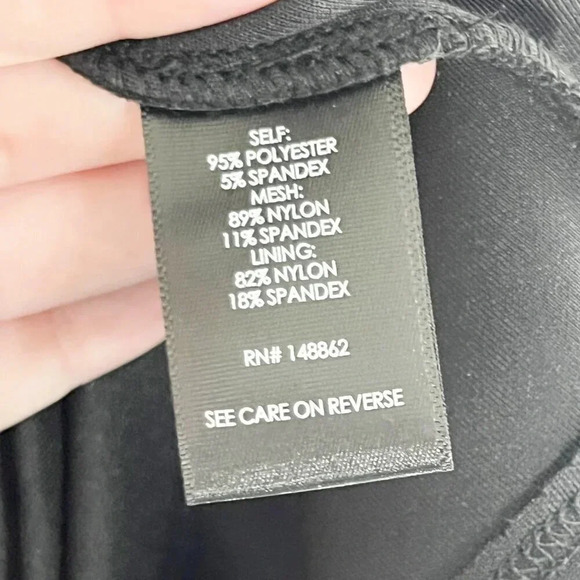 SELF:
95% POLYESTER
5% SPANDEX
MESH:
89% NYLON
11% SPANDEX
LINING:
82% NYLON
18% SPANDEX
RN# 148862
SEE CARE ON REVERSE